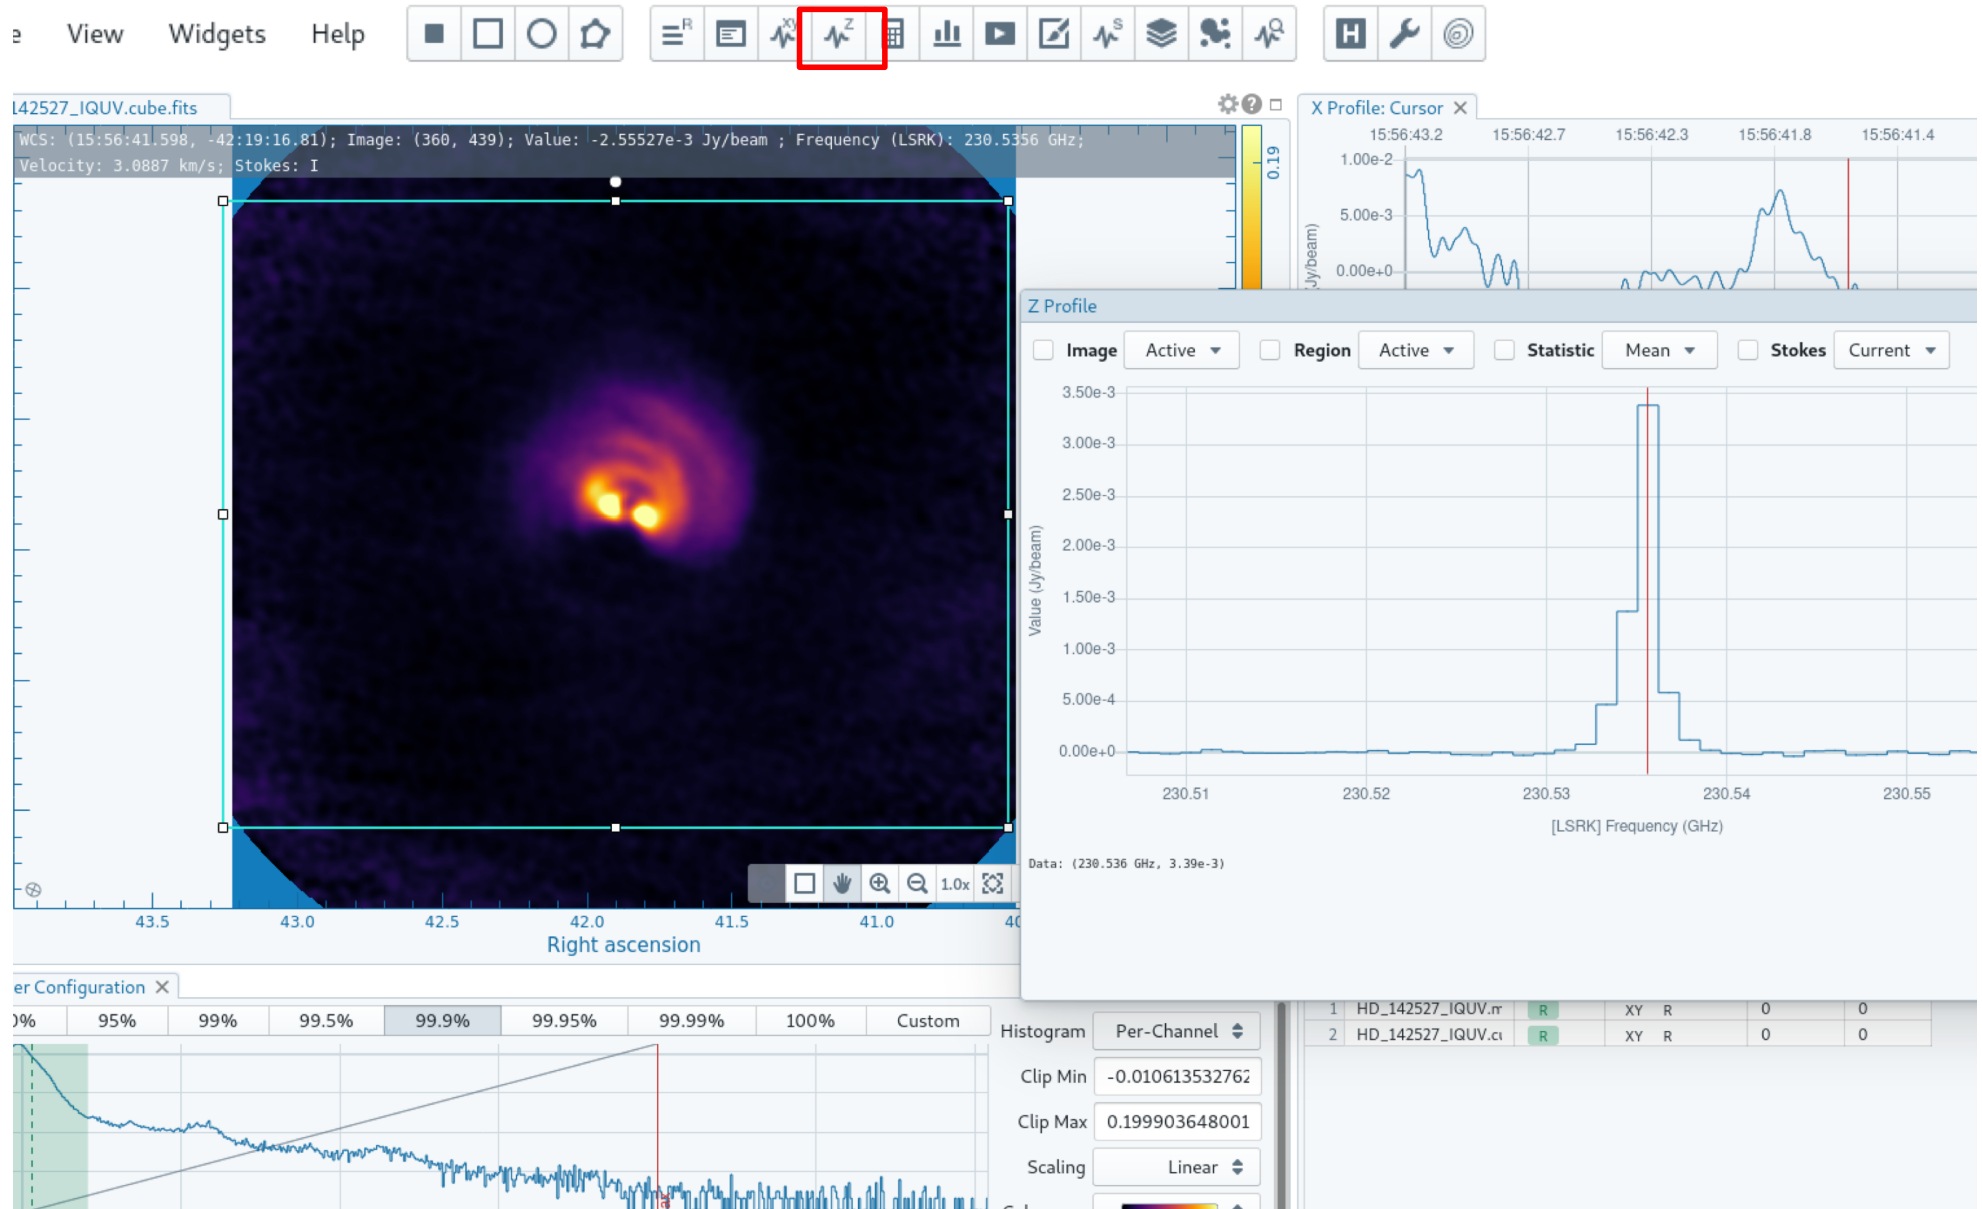 e View Widgets Help
R XY Z S
H
142527_IQUV.cube.fits
WCS: (15:56:41.598, -42:19:16.81); Image: (360, 439); Value: -2.55527e-3 Jy/beam ; Frequency (LSRK): 230.5356 GHz;
Velocity: 3.0887 km/s; Stokes: I
0.19
X Profile: Cursor
15:56:43.2 15:56:42.7 15:56:42.3 15:56:41.8 15:56:41.4
1.00e-2
5.00e-3
0.00e+0
(Jy/beam)
Z Profile
Image Active Region Active Statistic Mean Stokes Current
3.50e-3
3.00e-3
2.50e-3
2.00e-3
1.50e-3
1.00e-3
5.00e-4
0.00e+0
Value (Jy/beam)
230.51 230.52 230.53 230.54 230.55
[LSRK] Frequency (GHz)
Data: (230.536 GHz, 3.39e-3)
1.0x
43.5 43.0 42.5 42.0 41.5 41.0 40
Right ascension
er Configuration
0% 95% 99% 99.5% 99.9% 99.95% 99.99% 100% Custom
Histogram Per-Channel
Clip Min -0.010613532762
Clip Max 0.199903648001
Scaling Linear
1 HD_142527_IQUV.m R XY R 0 0
2 HD_142527_IQUV.cu R XY R 0 0